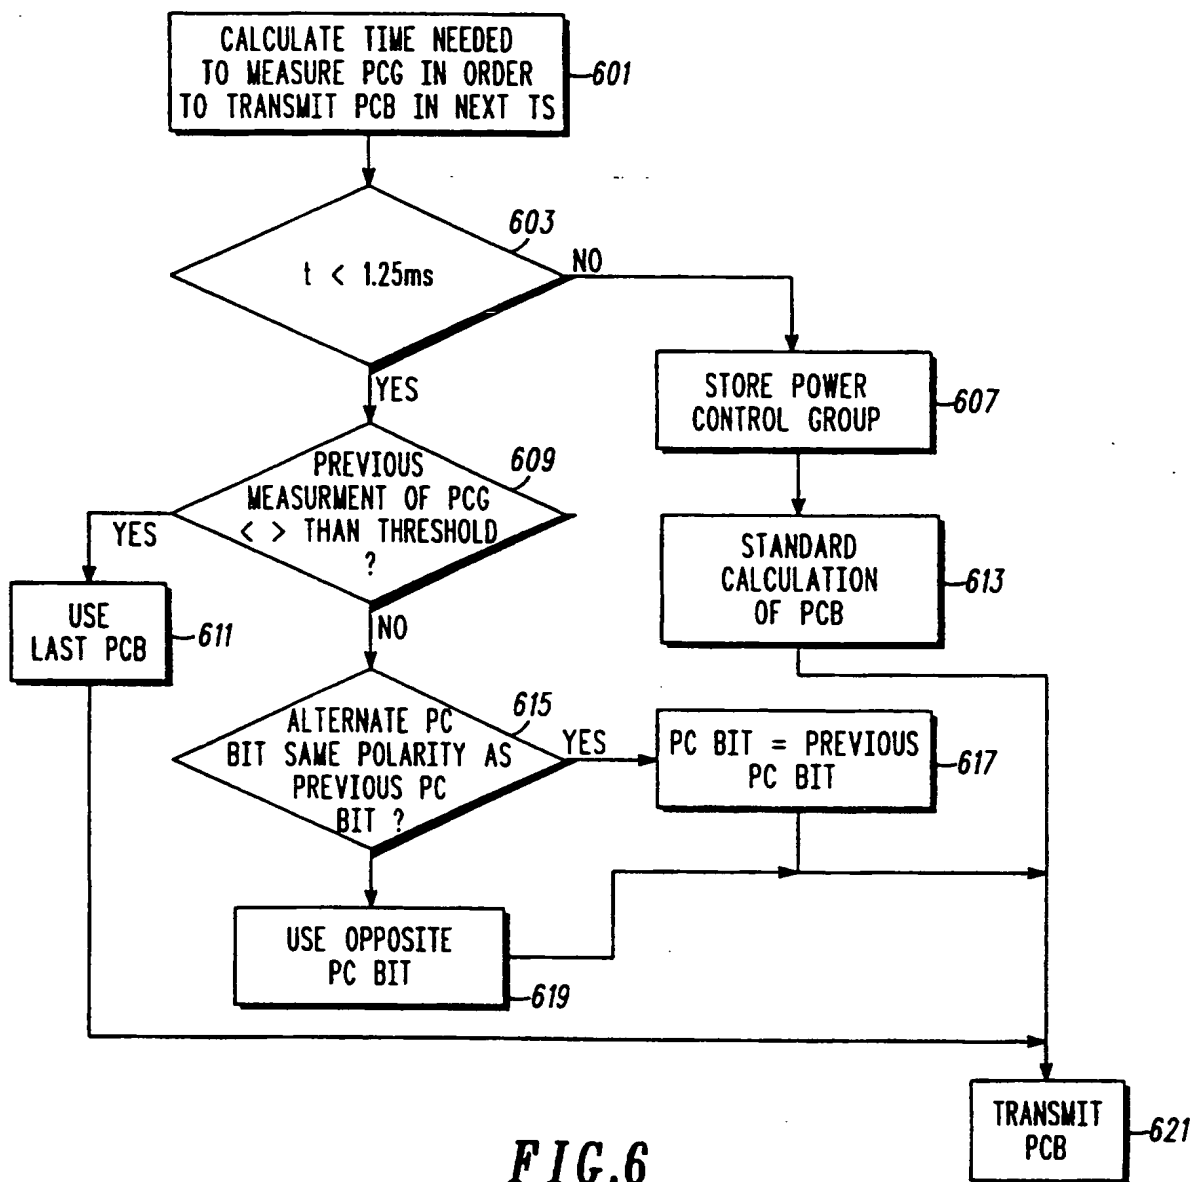 CALCULATE TIME NEEDED
TO MEASURE PCG IN ORDER
TO TRANSMIT PCB IN NEXT TS
601
603
t < 1.25ms
NO
YES
STORE POWER
CONTROL GROUP
607
609
PREVIOUS
MEASURMENT OF PCG
< > THAN THRESHOLD
?
YES
NO
USE
LAST PCB
611
STANDARD
CALCULATION
OF PCB
613
615
ALTERNATE PC
BIT SAME POLARITY AS
PREVIOUS PC
BIT ?
YES
PC BIT = PREVIOUS
PC BIT
617
USE OPPOSITE
PC BIT
619
TRANSMIT
PCB
621
FIG.6